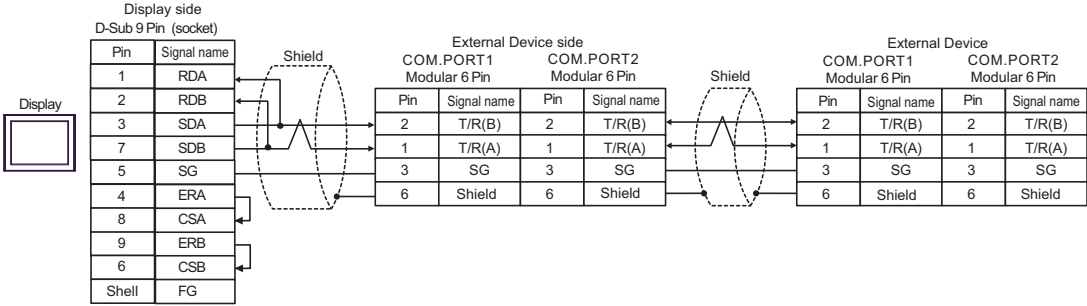 Display side
D-Sub 9 Pin (socket)
Pin Signal name
1 RDA
2 RDB
3 SDA
7 SDB
5 SG
4 ERA
8 CSA
9 ERB
6 CSB
Shell FG
Display
Shield
External Device side
COM.PORT1 COM.PORT2
Modular 6 Pin Modular 6 Pin
Pin Signal name Pin Signal name
2 T/R(B) 2 T/R(B)
1 T/R(A) 1 T/R(A)
3 SG 3 SG
6 Shield 6 Shield
Shield
External Device
COM.PORT1 COM.PORT2
Modular 6 Pin Modular 6 Pin
Pin Signal name Pin Signal name
2 T/R(B) 2 T/R(B)
1 T/R(A) 1 T/R(A)
3 SG 3 SG
6 Shield 6 Shield